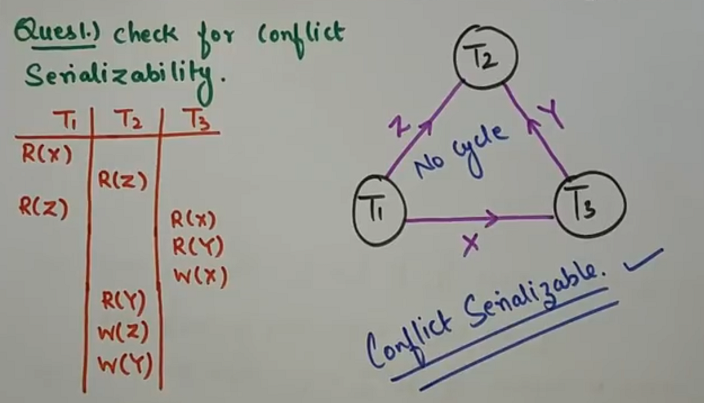 Ques1.) check for Conflict
Serializability.
T1 T2 T3
R(X)
R(Z)
R(Z)
R(X)
R(Y)
W(X)
R(Y)
W(Z)
W(Y)
T2
Z
No cycle
Y
T1
T3
X
Conflict Serializable.